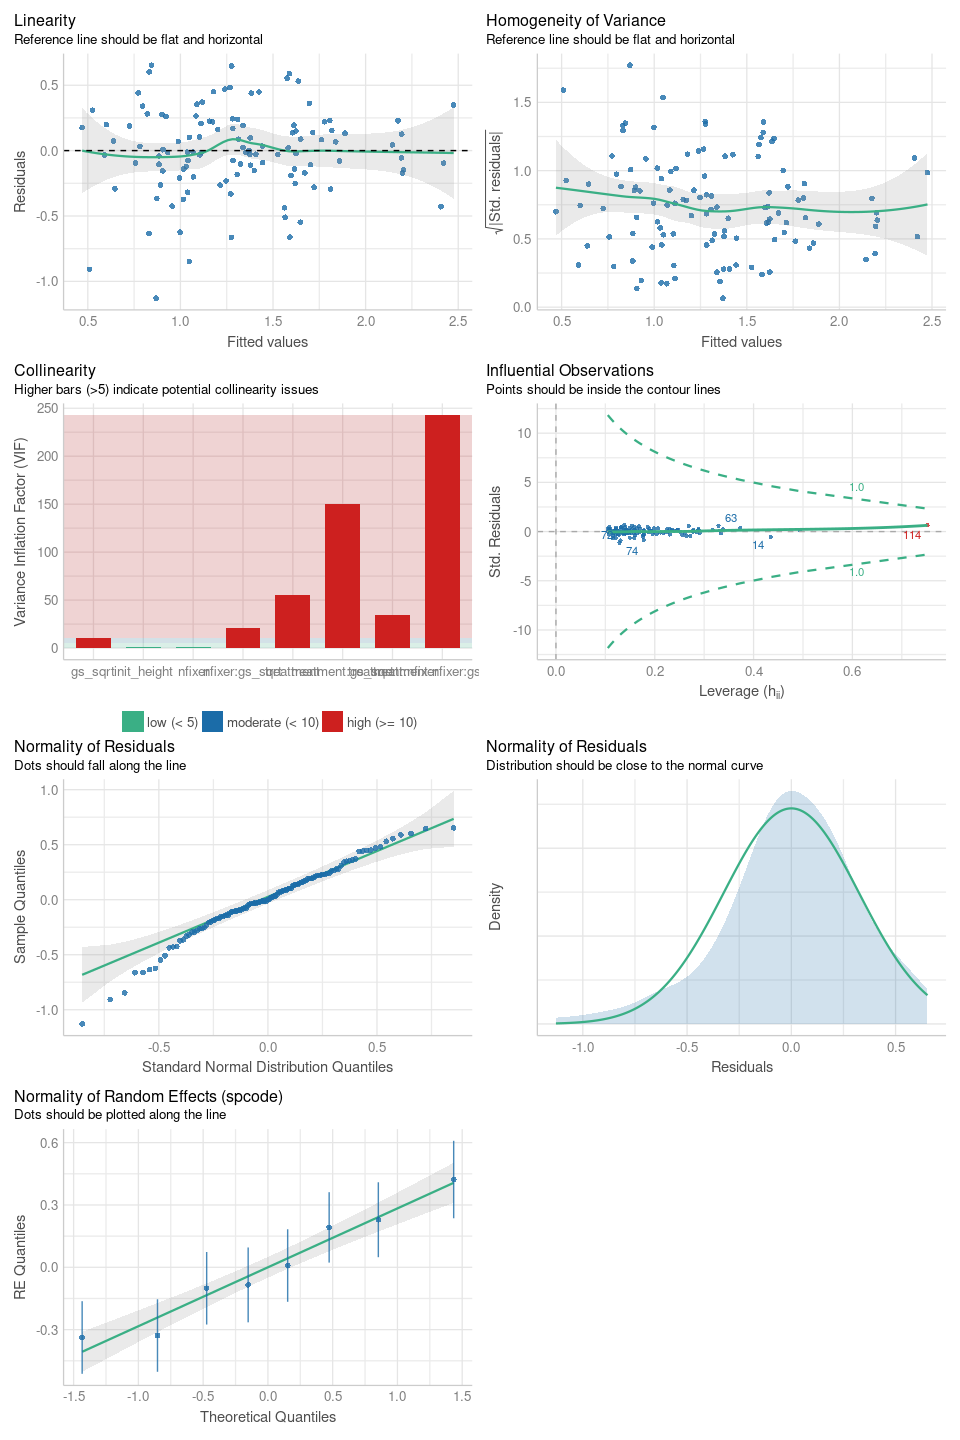 Linearity
Reference line should be flat and horizontal
Residuals
0.5
0.0
-0.5
-1.0
0.5
1.0
1.5
2.0
2.5
Fitted values
Homogeneity of Variance
Reference line should be flat and horizontal
√|Std. residuals|
1.5
1.0
0.5
0.0
0.5
1.0
1.5
2.0
2.5
Fitted values
Collinearity
Higher bars (>5) indicate potential collinearity issues
Variance Inflation Factor (VIF)
250
200
150
100
50
0
gs_sqrt
init_height
nfixer
nfixer:gs_sqrt
treatment
low (< 5)
moderate (< 10)
high (>= 10)
Influential Observations
Points should be inside the contour lines
Std. Residuals
10
5
0
-5
-10
1.0
63
74
14
114
1.0
0.0
0.2
0.4
0.6
Leverage (hii)
Normality of Residuals
Dots should fall along the line
Sample Quantiles
1.0
0.5
0.0
-0.5
-1.0
-0.5
0.0
0.5
Standard Normal Distribution Quantiles
Normality of Residuals
Distribution should be close to the normal curve
Density
-1.0
-0.5
0.0
0.5
Residuals
Normality of Random Effects (spcode)
Dots should be plotted along the line
RE Quantiles
0.6
0.3
0.0
-0.3
-1.5
-1.0
-0.5
0.0
0.5
1.0
1.5
Theoretical Quantiles